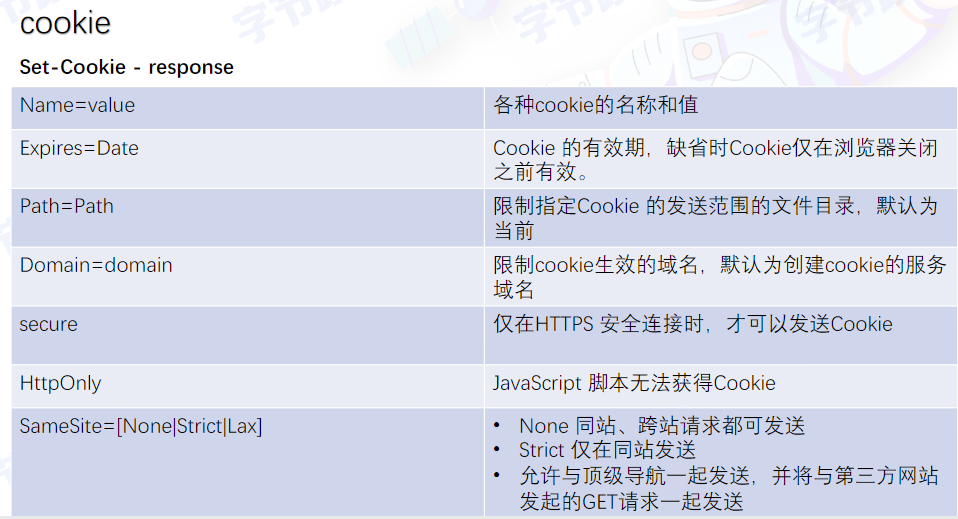 cookie
Set-Cookie - response
Name=value
各种cookie的名称和值
Expires=Date
Cookie 的有效期，缺省时Cookie仅在浏览器关闭
之前有效。
Path=Path
限制指定Cookie 的发送范围的文件目录，默认为
当前
Domain=domain
限制cookie生效的域名，默认为创建cookie的服务
域名
secure
仅在HTTPS 安全连接时，才可以发送Cookie
HttpOnly
JavaScript 脚本无法获得Cookie
SameSite=[None|Strict|Lax]
• None 同站、跨站请求都可发送
• Strict 仅在同站发送
• 允许与顶级导航一起发送，并将与第三方网站
发起的GET请求一起发送